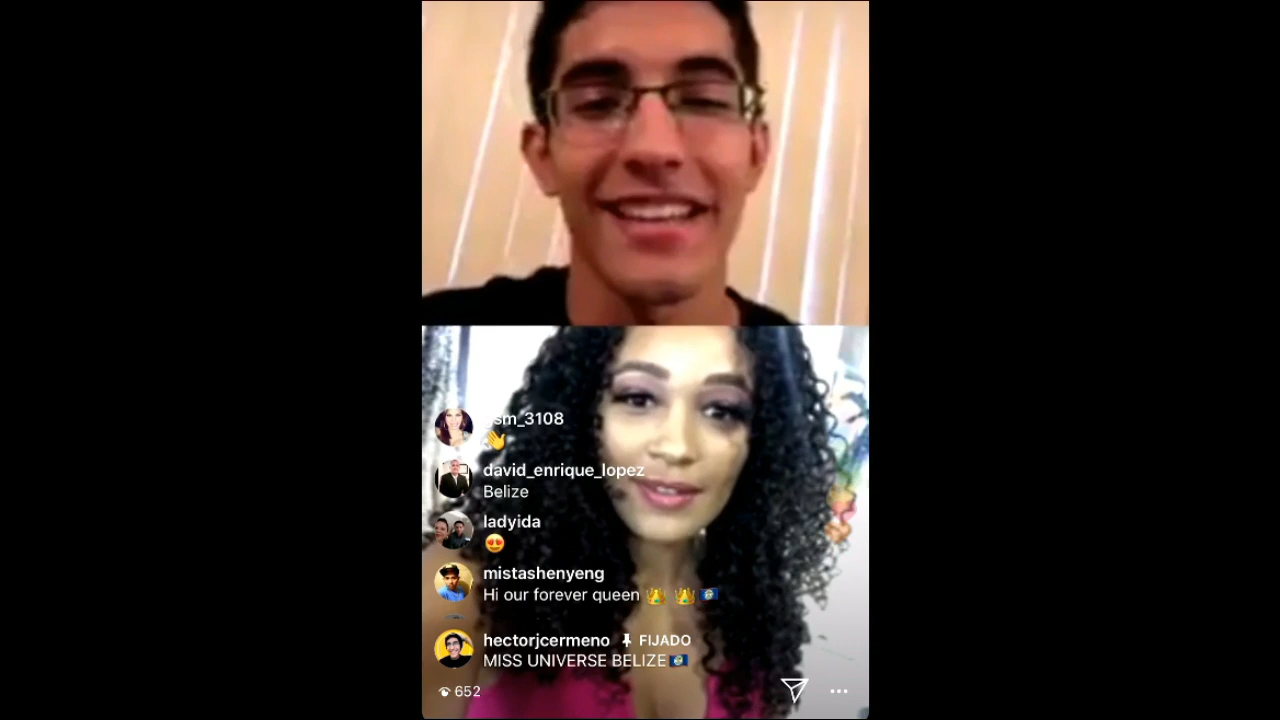 sm_3108
👋
david_enrique_lopez
Belize
ladyida
😍
mistashenyeng
Hi our forever queen 👑 👑 🇧🇿
hectorjcermeno FIJADO
MISS UNIVERSE BELIZE 🇧🇿
652